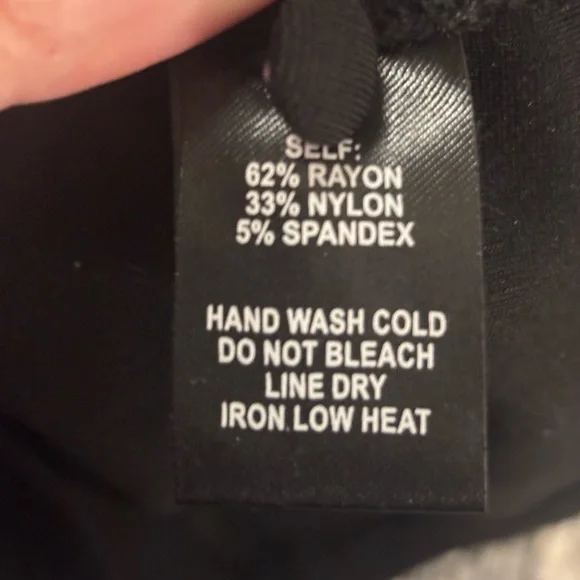 SELF:
62% RAYON
33% NYLON
5% SPANDEX
HAND WASH COLD
DO NOT BLEACH
LINE DRY
IRON LOW HEAT